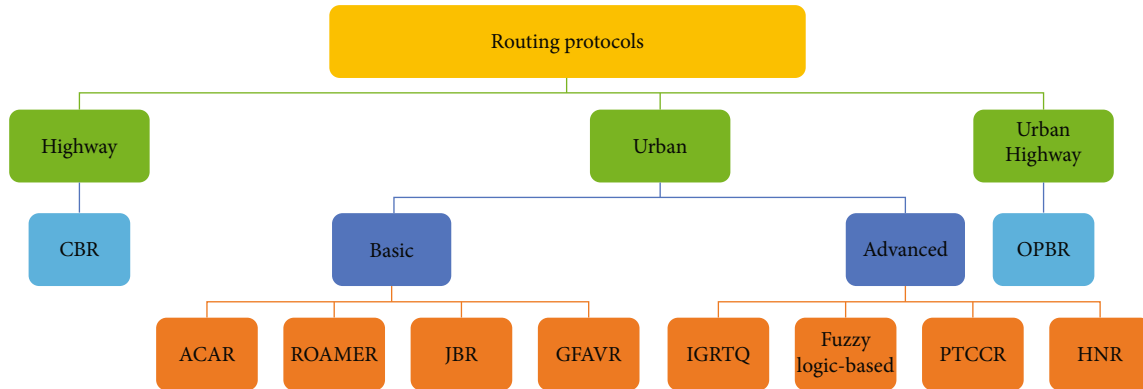 Routing protocols
Highway
Urban
Urban
Highway
CBR
Basic
Advanced
OPBR
ACAR
ROAMER
JBR
GFAVR
IGRTQ
Fuzzy
logic-based
PTCCR
HNR